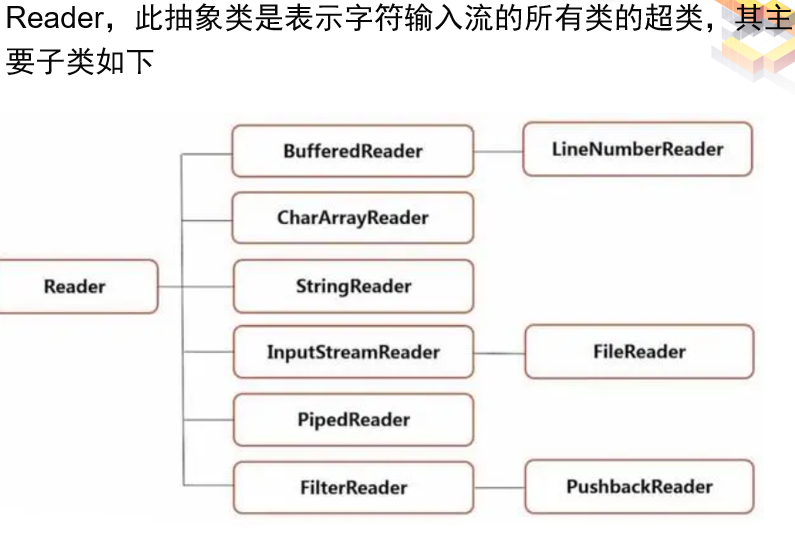 Reader，此抽象类是表示字符输入流的所有类的超类，其主
要子类如下
BufferedReader
LineNumberReader
CharArrayReader
Reader
StringReader
InputStreamReader
FileReader
PipedReader
FilterReader
PushbackReader